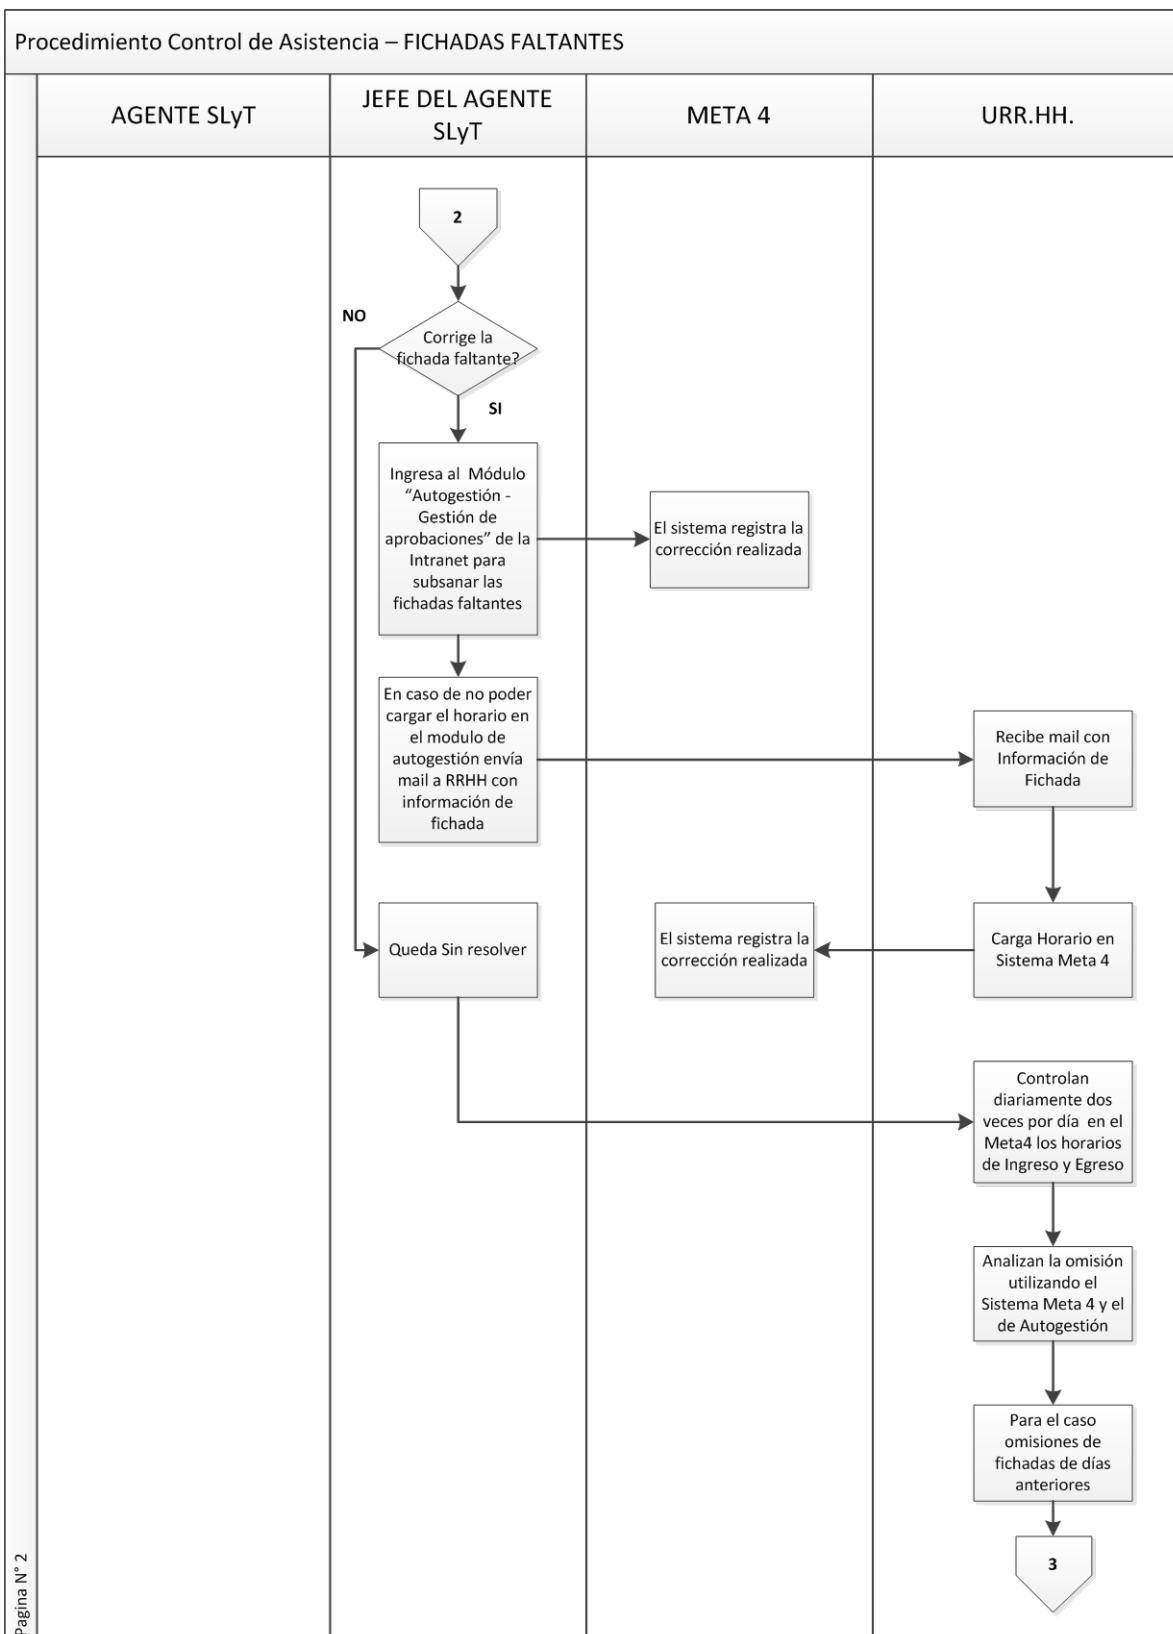 Procedimiento Control de Asistencia – FICHADAS FALTANTES
AGENTE SLyT
JEFE DEL AGENTE
SLyT
META 4
URR.HH.
2
NO
Corrige la
fichada faltante?
SI
Ingresa al Módulo
“Autogestión -
Gestión de
aprobaciones” de la
Intranet para
subsanar las
fichadas faltantes
El sistema registra la
corrección realizada
En caso de no poder
cargar el horario en
el modulo de
autogestión envía
mail a RRHH con
información de
fichada
Recibe mail con
Información de
Fichada
Queda Sin resolver
El sistema registra la
corrección realizada
Carga Horario en
Sistema Meta 4
Controlan
diariamente dos
veces por día en el
Meta4 los horarios
de Ingreso y Egreso
Analizan la omisión
utilizando el
Sistema Meta 4 y el
de Autogestión
Para el caso
omisiones de
fichadas de días
anteriores
3
Pagina N° 2